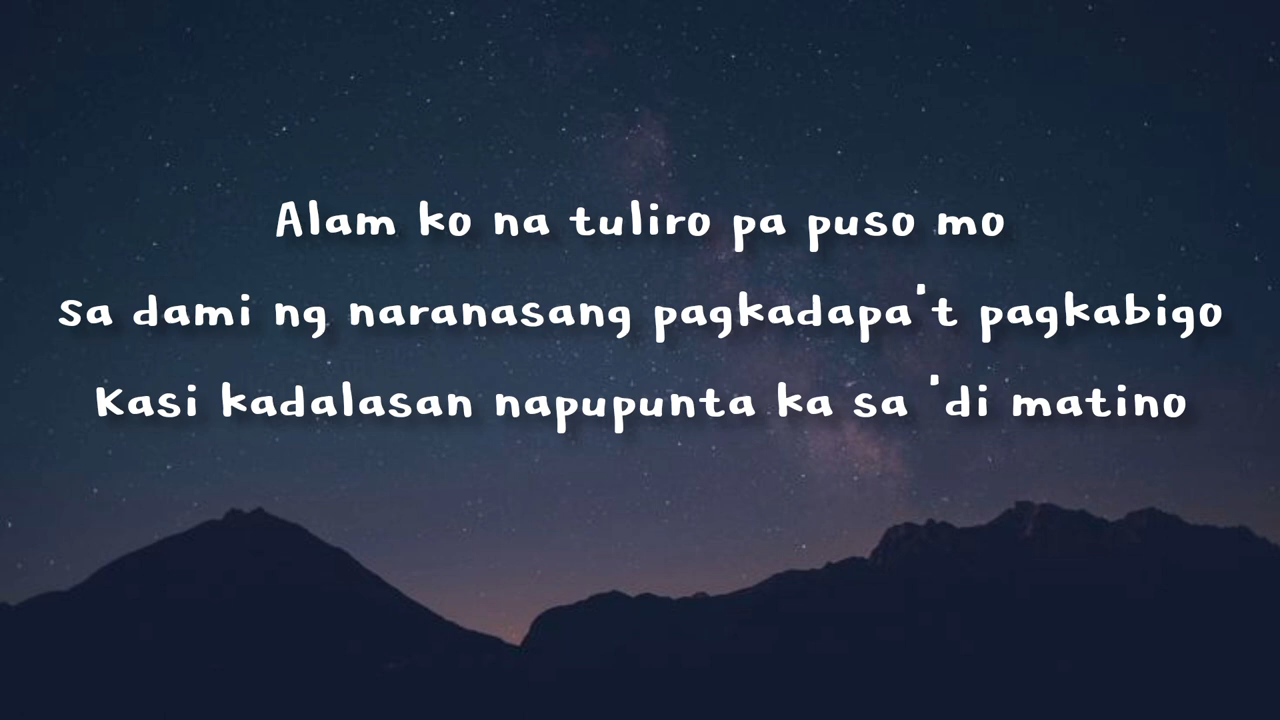 Alam ko na tuliro pa puso mo
sa dami ng naranasang pagkadapa't pagkabigo
Kasi kadalasan napupunta ka sa 'di matino